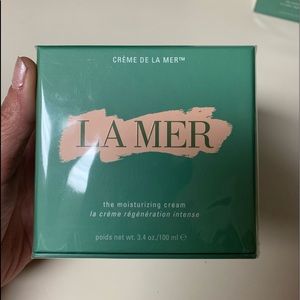 CRÈME DE LA MER™
LA MER
the moisturizing cream
la crème régénération intense
poids net wt. 3.4 oz./100 ml ℮